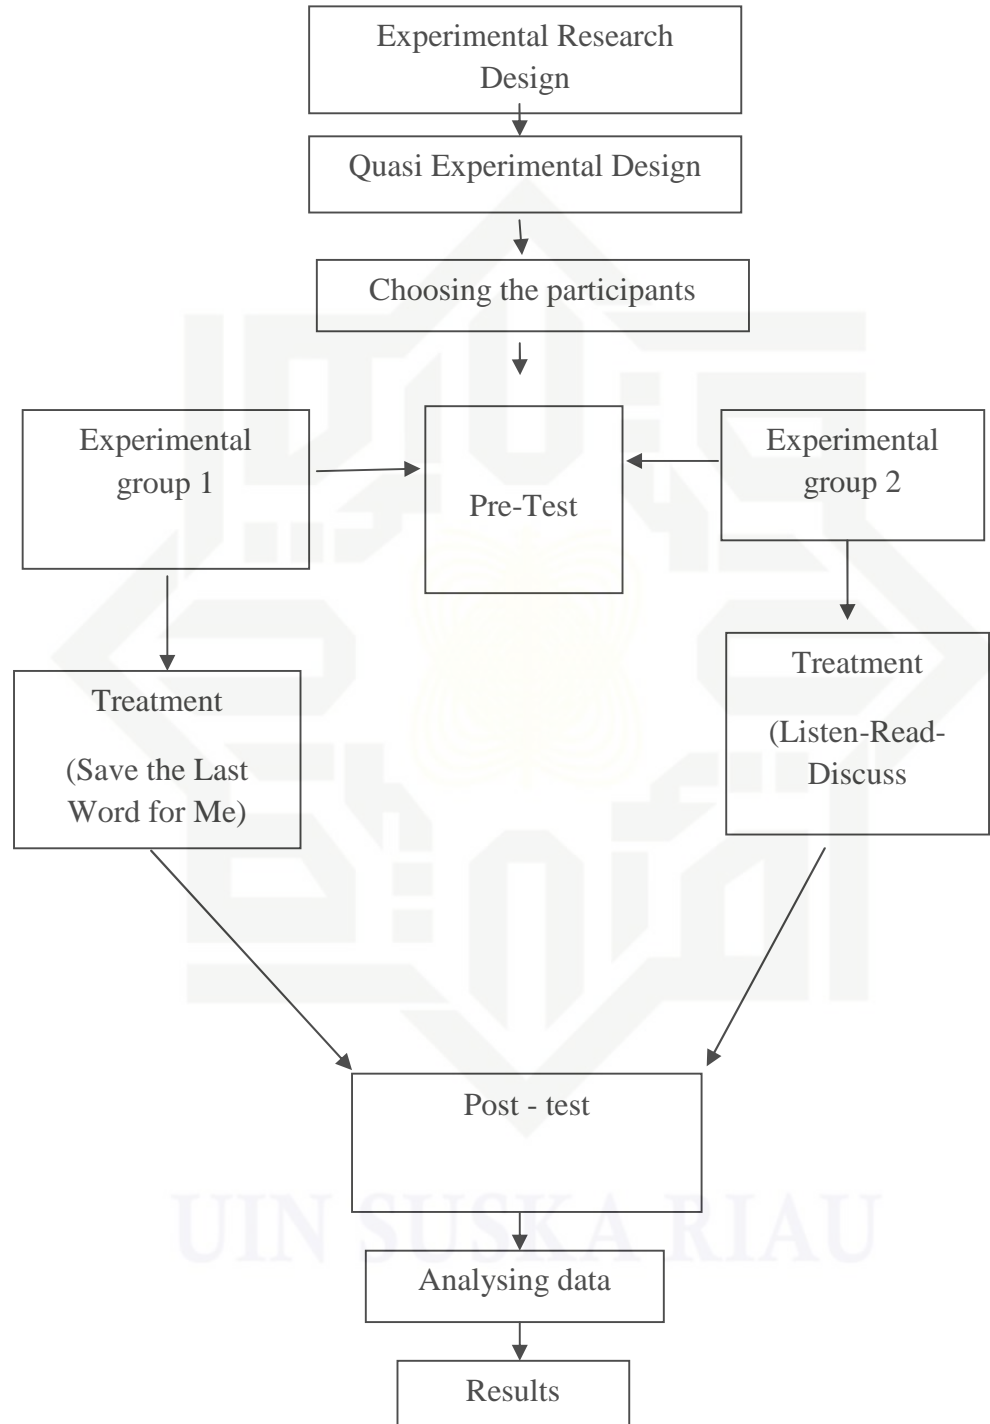 Experimental Research
Design
Quasi Experimental Design
Choosing the participants
Experimental
group 1
Pre-Test
Experimental
group 2
Treatment
(Save the Last
Word for Me)
Treatment
(Listen-Read-
Discuss
Post - test
UIN SUSKA RIAU
Analysing data
Results